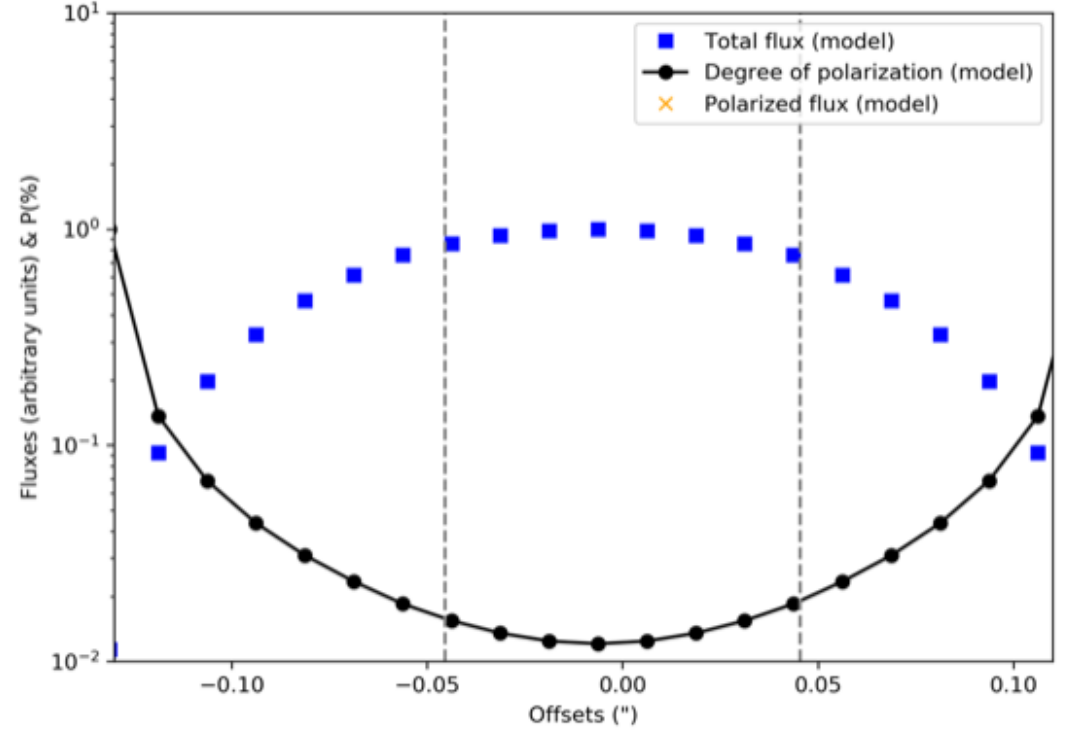 Total flux (model)
Degree of polarization (model)
Polarized flux (model)
Fluxes (arbitrary units) & P(%)
10¹
10⁰
10⁻¹
10⁻²
−0.10
−0.05
0.00
0.05
0.10
Offsets (")